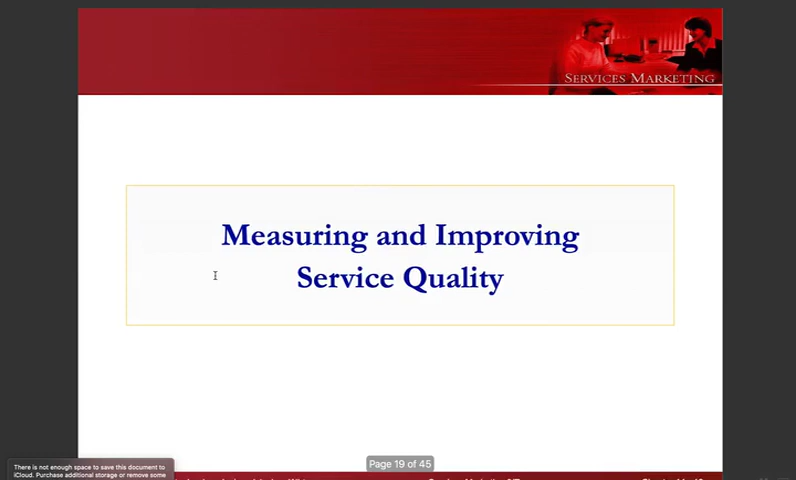 SERVICES MARKETING
Measuring and Improving
Service Quality
Page 19 of 45
There is not enough space to save this document to
iCloud. Purchase additional storage or remove some